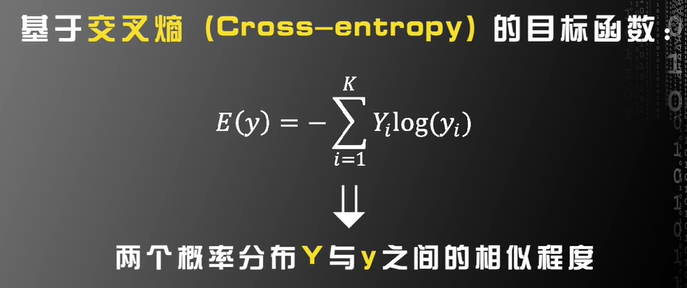 基于交叉熵（Cross-entropy）的目标函数：
E(y) = −∑_{i=1}^{K} Y_i log(y_i)
两个概率分布Y与y之间的相似程度